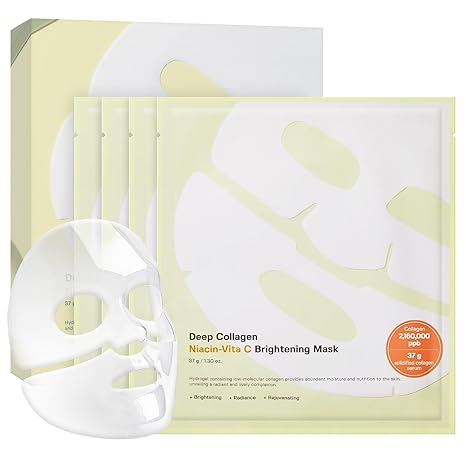 Deep Collagen
Niacin-Vita C Brightening Mask
37 g / 1.30 oz.
Hydrogel containing low-molecular collagen provides abundant moisture and nutrition to the skin,
unveiling a radiant and lively complexion.
+ Brightening + Radiance + Rejuvenating
Collagen
2,160,000
ppb
37 g
solidified collagen
serum
37 g